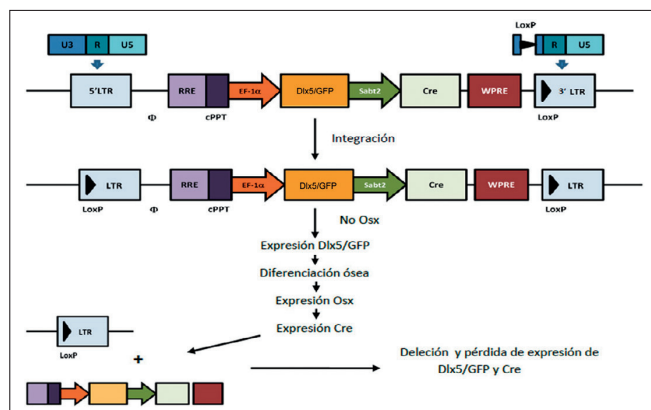 LoxP
U3 R U5
R U5
5'LTR
RRE
EF-1α
Dlx5/GFP
Sabt2
Cre
WPRE
3' LTR
Φ
cPPT
LoxP
Integración
LTR
RRE
EF-1α
Dlx5/GFP
Sabt2
Cre
WPRE
LTR
LoxP
Φ
cPPT
LoxP
No Osx
Expresión Dlx5/GFP
Diferenciación ósea
Expresión Osx
Expresión Cre
LTR
LoxP
+
Deleción y pérdida de expresión de
Dlx5/GFP y Cre